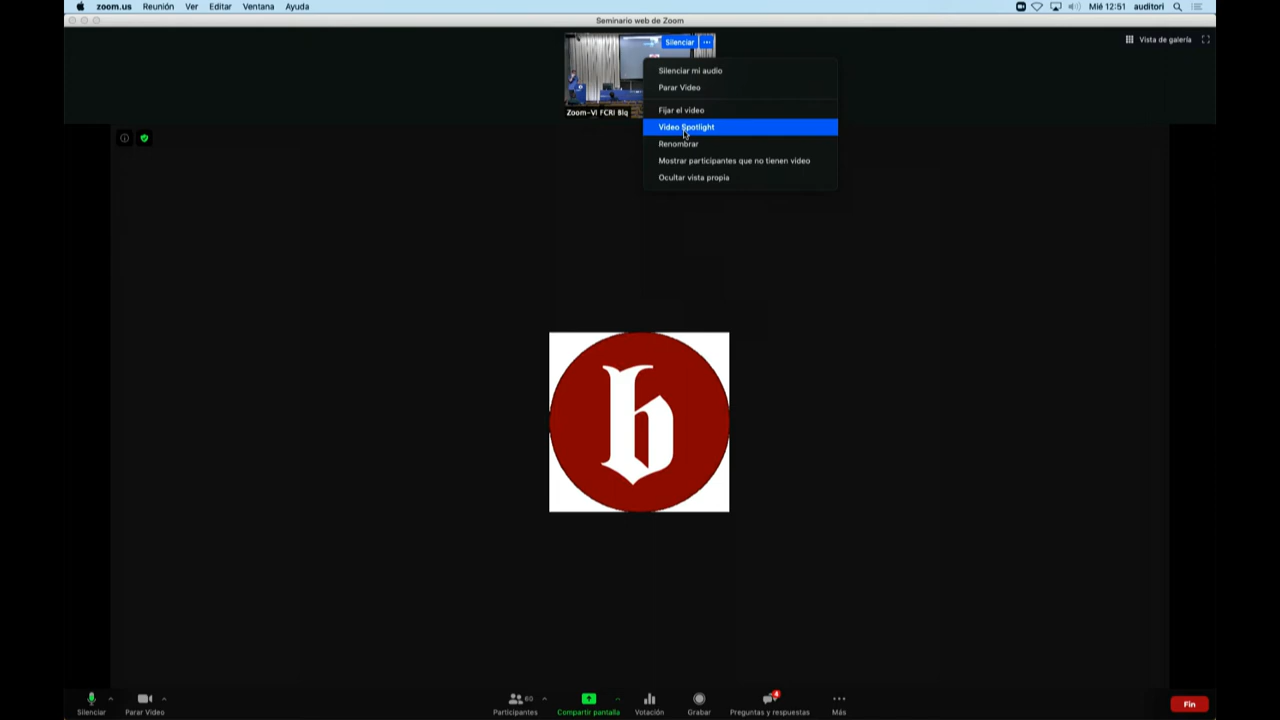 zoom.us Reunión Ver Editar Ventana Ayuda
Mié 12:51 auditori
Seminario web de Zoom
Silenciar ...
Vista de galería
Zoom-VI FCRI Blq
Silenciar mi audio
Parar Video
Fijar el video
Video Spotlight
Renombrar
Mostrar participantes que no tienen video
Ocultar vista propia
b
Silenciar
Parar Video
60
Participantes
Compartir pantalla
Votación
Grabar
4
Preguntas y respuestas
Más
Fin